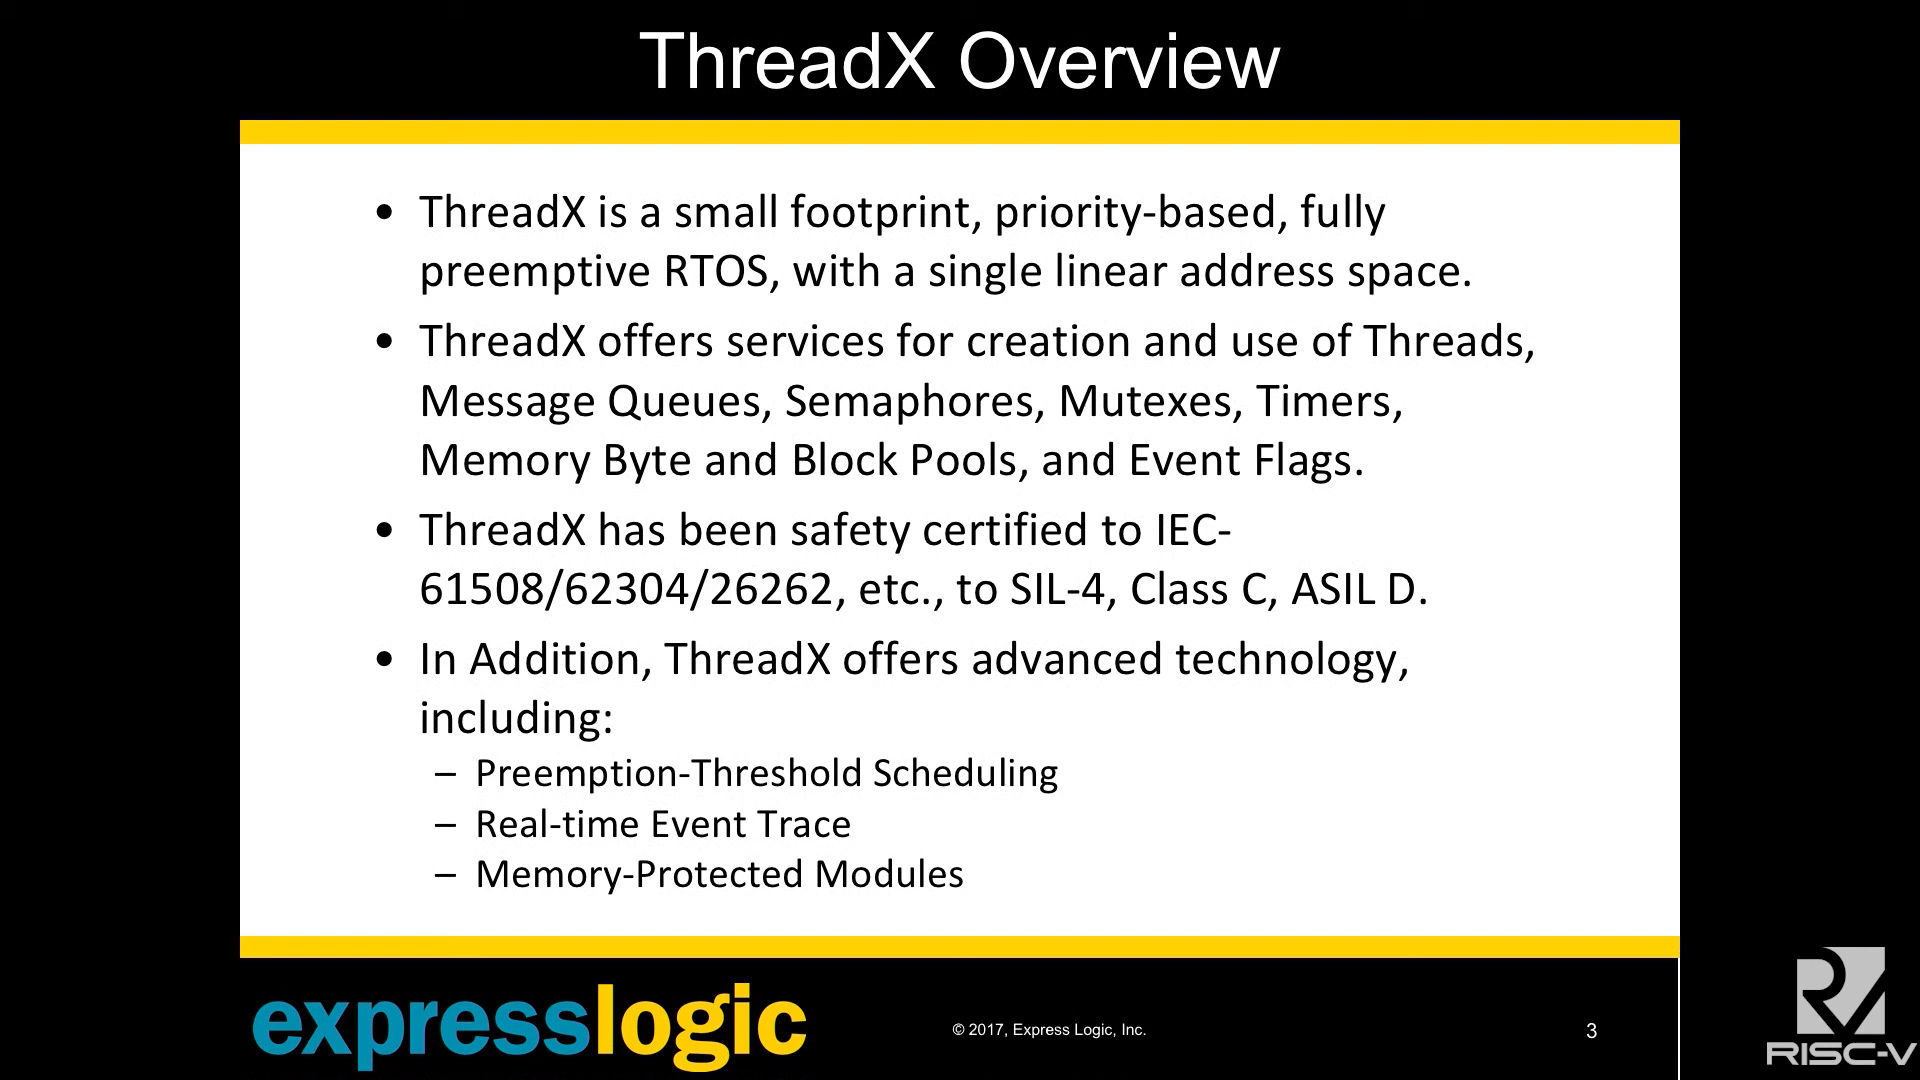 ThreadX Overview
• ThreadX is a small footprint, priority-based, fully
preemptive RTOS, with a single linear address space.
• ThreadX offers services for creation and use of Threads,
Message Queues, Semaphores, Mutexes, Timers,
Memory Byte and Block Pools, and Event Flags.
• ThreadX has been safety certified to IEC-
61508/62304/26262, etc., to SIL-4, Class C, ASIL D.
• In Addition, ThreadX offers advanced technology,
including:
– Preemption-Threshold Scheduling
– Real-time Event Trace
– Memory-Protected Modules
expresslogic
© 2017, Express Logic, Inc.
3
RISC-V